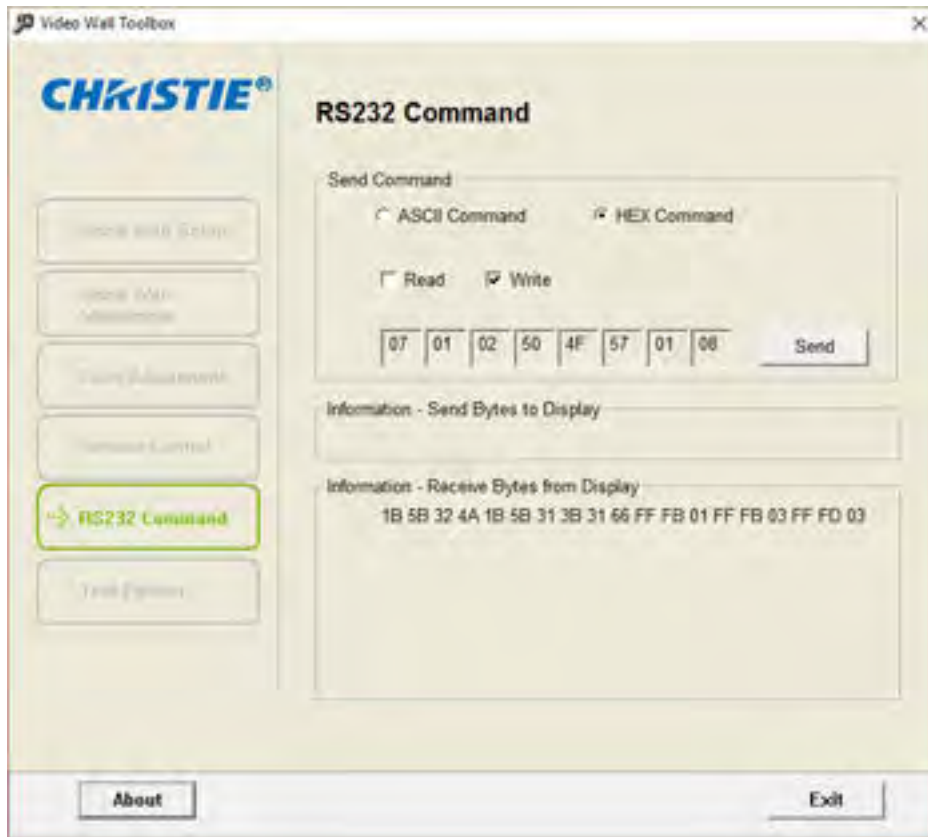 Video Wall Toolbox
CHRISTIE®
RS232 Command
Send Command
ASCII Command HEX Command
Read Write
07 01 02 50 4F 57 01 08 Send
Information - Send Bytes to Display
Information - Receive Bytes from Display
1B 5B 32 4A 1B 5B 31 3B 31 66 FF FB 01 FF FB 03 FF FD 03
RS232 Command
About Exit